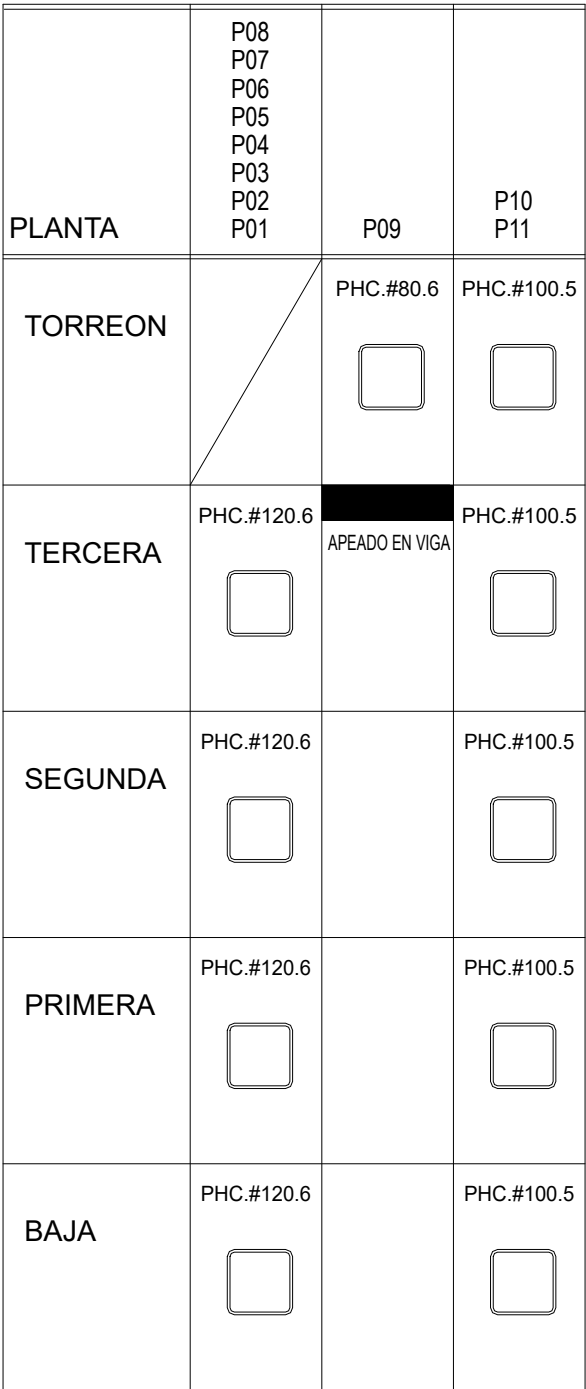 P08
P07
P06
P05
P04
P03
P02 P10
PLANTA P01 P09 P11
PHC.#80.6 PHC.#100.5
TORREON
PHC.#120.6 PHC.#100.5
APEADO EN VIGA
TERCERA
PHC.#120.6 PHC.#100.5
SEGUNDA
PHC.#120.6 PHC.#100.5
PRIMERA
PHC.#120.6 PHC.#100.5
BAJA